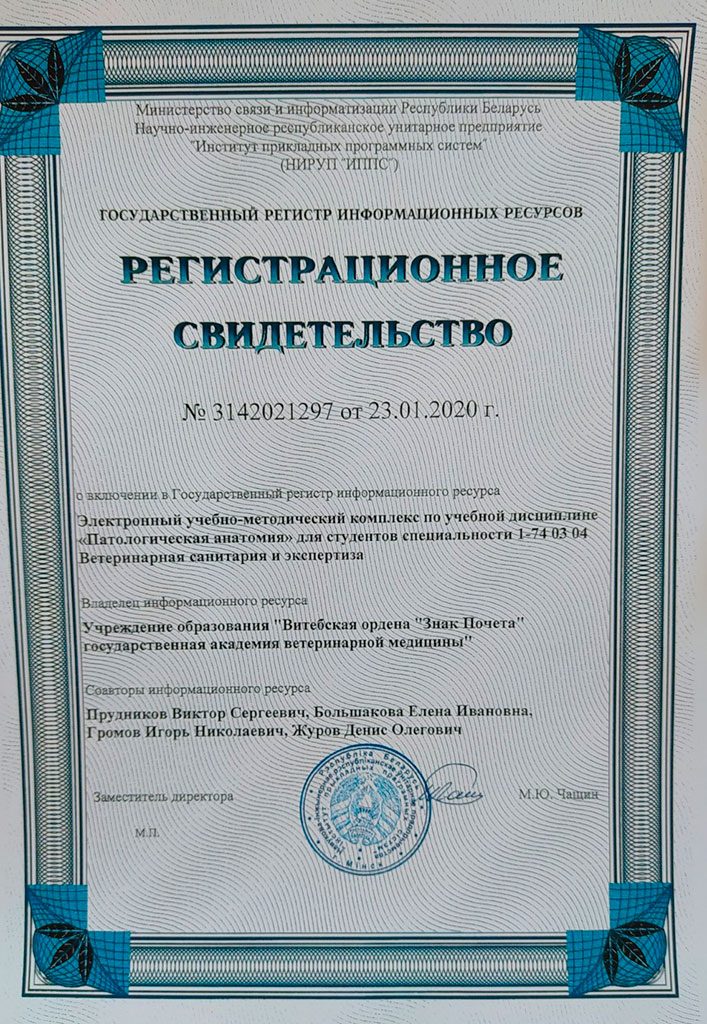 Министерство связи и информатизации Республики Беларусь
Научно-инженерное республиканское унитарное предприятие
"Институт прикладных программных систем"
(НИРУП "ИППС")
ГОСУДАРСТВЕННЫЙ РЕГИСТР ИНФОРМАЦИОННЫХ РЕСУРСОВ
РЕГИСТРАЦИОННОЕ
СВИДЕТЕЛЬСТВО
№ 3142021297 от 23.01.2020 г.
о включении в Государственный регистр информационного ресурса
Электронный учебно-методический комплекс по учебной дисциплине
«Патологическая анатомия» для студентов специальности 1-74 03 04
Ветеринарная санитария и экспертиза
Владелец информационного ресурса
Учреждение образования "Витебская ордена "Знак Почета"
государственная академия ветеринарной медицины"
Соавторы информационного ресурса
Прудников Виктор Сергеевич, Большакова Елена Ивановна,
Громов Игорь Николаевич, Журов Денис Олегович
Заместитель директора
М.Ю. Чащин
М.П.
Рэспубліка Беларусь
г. Мінск